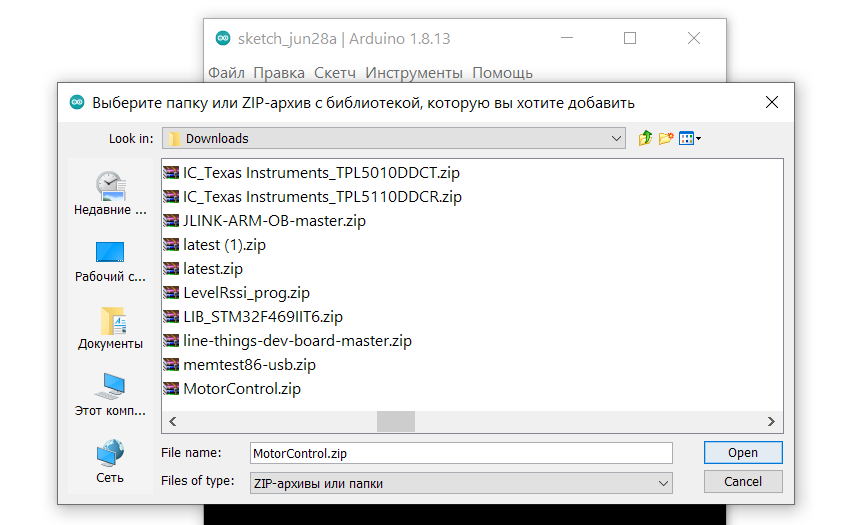 sketch_jun28a | Arduino 1.8.13
Файл Правка Скетч Инструменты Помощь
Выберите папку или ZIP-архив с библиотекой, которую вы хотите добавить
Look in: Downloads
IC_Texas Instruments_TPL5010DDCT.zip
IC_Texas Instruments_TPL5110DDCR.zip
JLINK-ARM-OB-master.zip
latest (1).zip
latest.zip
LevelRssi_prog.zip
LIB_STM32F469IIT6.zip
line-things-dev-board-master.zip
memtest86-usb.zip
MotorControl.zip
Недавние ...
Рабочий с...
Документы
Этот комп...
Сеть
File name: MotorControl.zip Open
Files of type: ZIP-архивы или папки Cancel